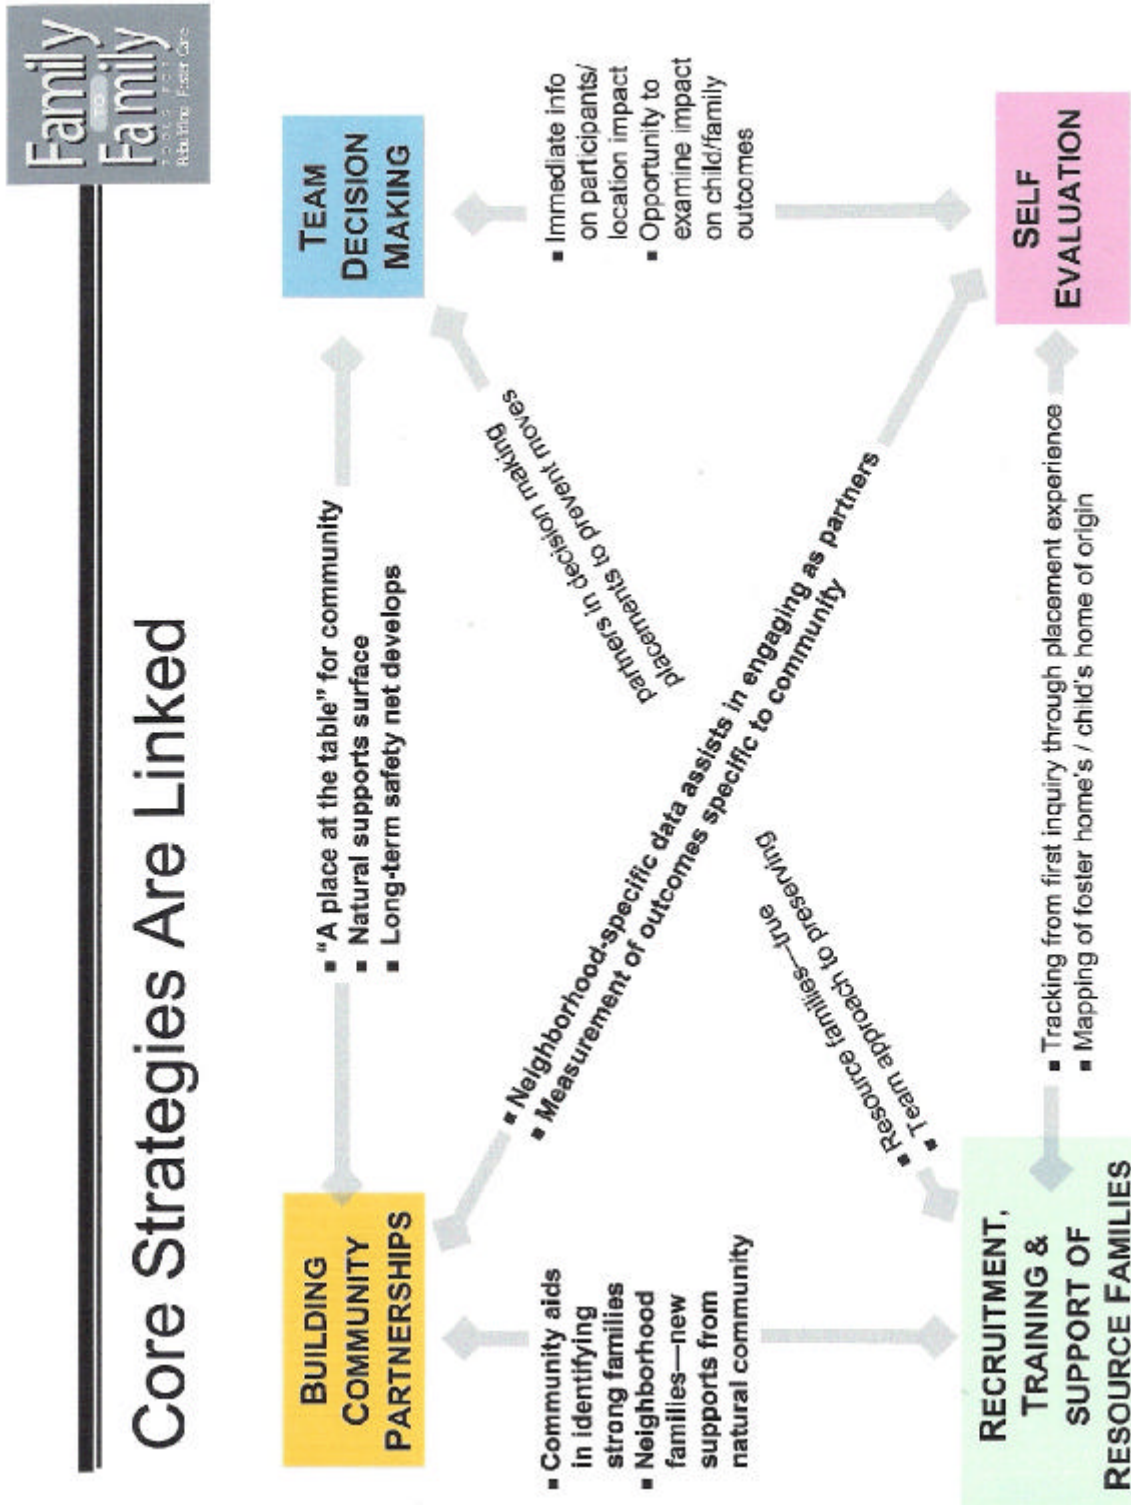 Family
TO
Family
TOOLS FOR
Rebuilding Foster Care
Core Strategies Are Linked
BUILDING
COMMUNITY
PARTNERSHIPS
▪ "A place at the table" for community
▪ Natural supports surface
▪ Long-term safety net develops
TEAM
DECISION
MAKING
▪ Community aids
in identifying
strong families
▪ Neighborhood
families—new
supports from
natural community
▪ Neighborhood-specific data assists in engaging as partners
▪ Measurement of outcomes specific to community
▪ Resource families—true
partners in decision making
▪ Team approach to preserving
placements to prevent moves
▪ Immediate info
on participants/
location impact
▪ Opportunity to
examine impact
on child/family
outcomes
RECRUITMENT,
TRAINING &
SUPPORT OF
RESOURCE FAMILIES
▪ Tracking from first inquiry through placement experience
▪ Mapping of foster home's / child's home of origin
SELF
EVALUATION